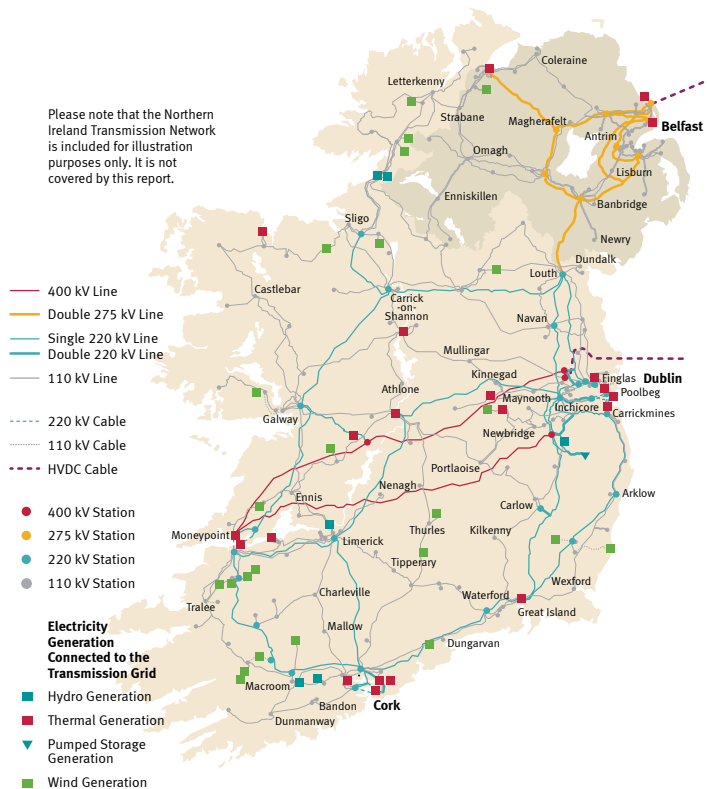 Please note that the Northern
Ireland Transmission Network
is included for illustration
purposes only. It is not
covered by this report.
400 kV Line
Double 275 kV Line
Single 220 kV Line
Double 220 kV Line
110 kV Line
220 kV Cable
110 kV Cable
HVDC Cable
400 kV Station
275 kV Station
220 kV Station
110 kV Station
Electricity
Generation
Connected to the
Transmission Grid
Hydro Generation
Thermal Generation
Pumped Storage
Generation
Wind Generation
Coleraine
Letterkenny
Strabane
Magherafelt
Antrim
Belfast
Omagh
Lisburn
Enniskillen
Banbridge
Sligo
Newry
Dundalk
Louth
Castlebar
Carrick
-on-
Shannon
Navan
Mullingar
Kinnegad
Finglas
Dublin
Athlone
Maynooth
Poolbeg
Inchicore
Carrickmines
Galway
Newbridge
Portlaoise
Nenagh
Ennis
Arklow
Carlow
Moneypoint
Limerick
Thurles
Kilkenny
Tipperary
Charleville
Wexford
Tralee
Waterford
Great Island
Mallow
Dungarvan
Macroom
Bandon
Cork
Dunmanway